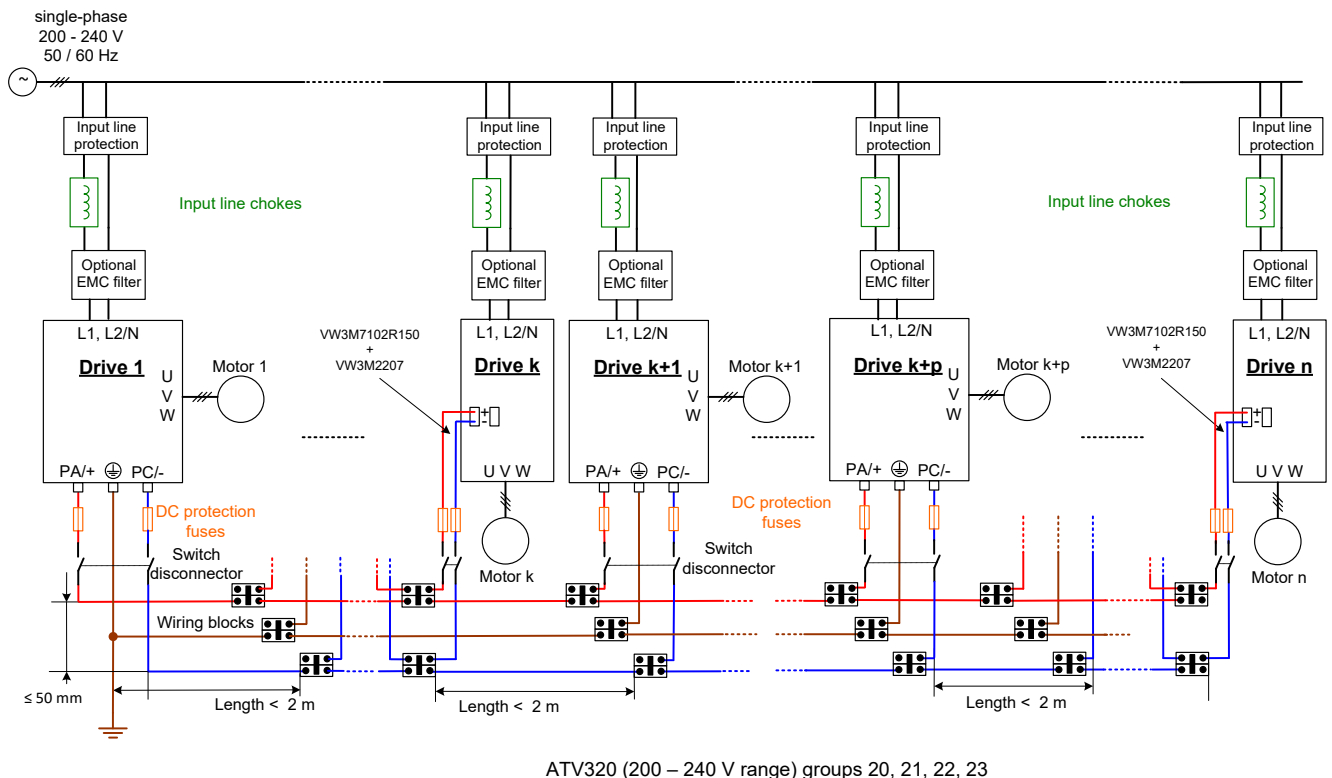 single-phase
200 - 240 V
50 / 60 Hz
~
Input line
protection
Input line
protection
Input line
protection
Input line
protection
Input line
protection
Input line chokes
Input line chokes
Optional
EMC filter
Optional
EMC filter
Optional
EMC filter
Optional
EMC filter
Optional
EMC filter
L1, L2/N
L1, L2/N
L1, L2/N
L1, L2/N
L1, L2/N
VW3M7102R150
+
VW3M2207
VW3M7102R150
+
VW3M2207
Drive 1
Drive k
Drive k+1
Drive k+p
Drive n
Motor 1
Motor k+1
Motor k+p
U
V
W
U
V
W
U
V
W
+
-
+
-
PA/+
PC/-
U V W
PA/+
PC/-
PA/+
PC/-
U V W
DC protection
fuses
DC protection
fuses
Switch
disconnector
Switch
disconnector
Motor k
Motor n
Wiring blocks
≤ 50 mm
Length < 2 m
Length < 2 m
Length < 2 m
ATV320 (200 – 240 V range) groups 20, 21, 22, 23